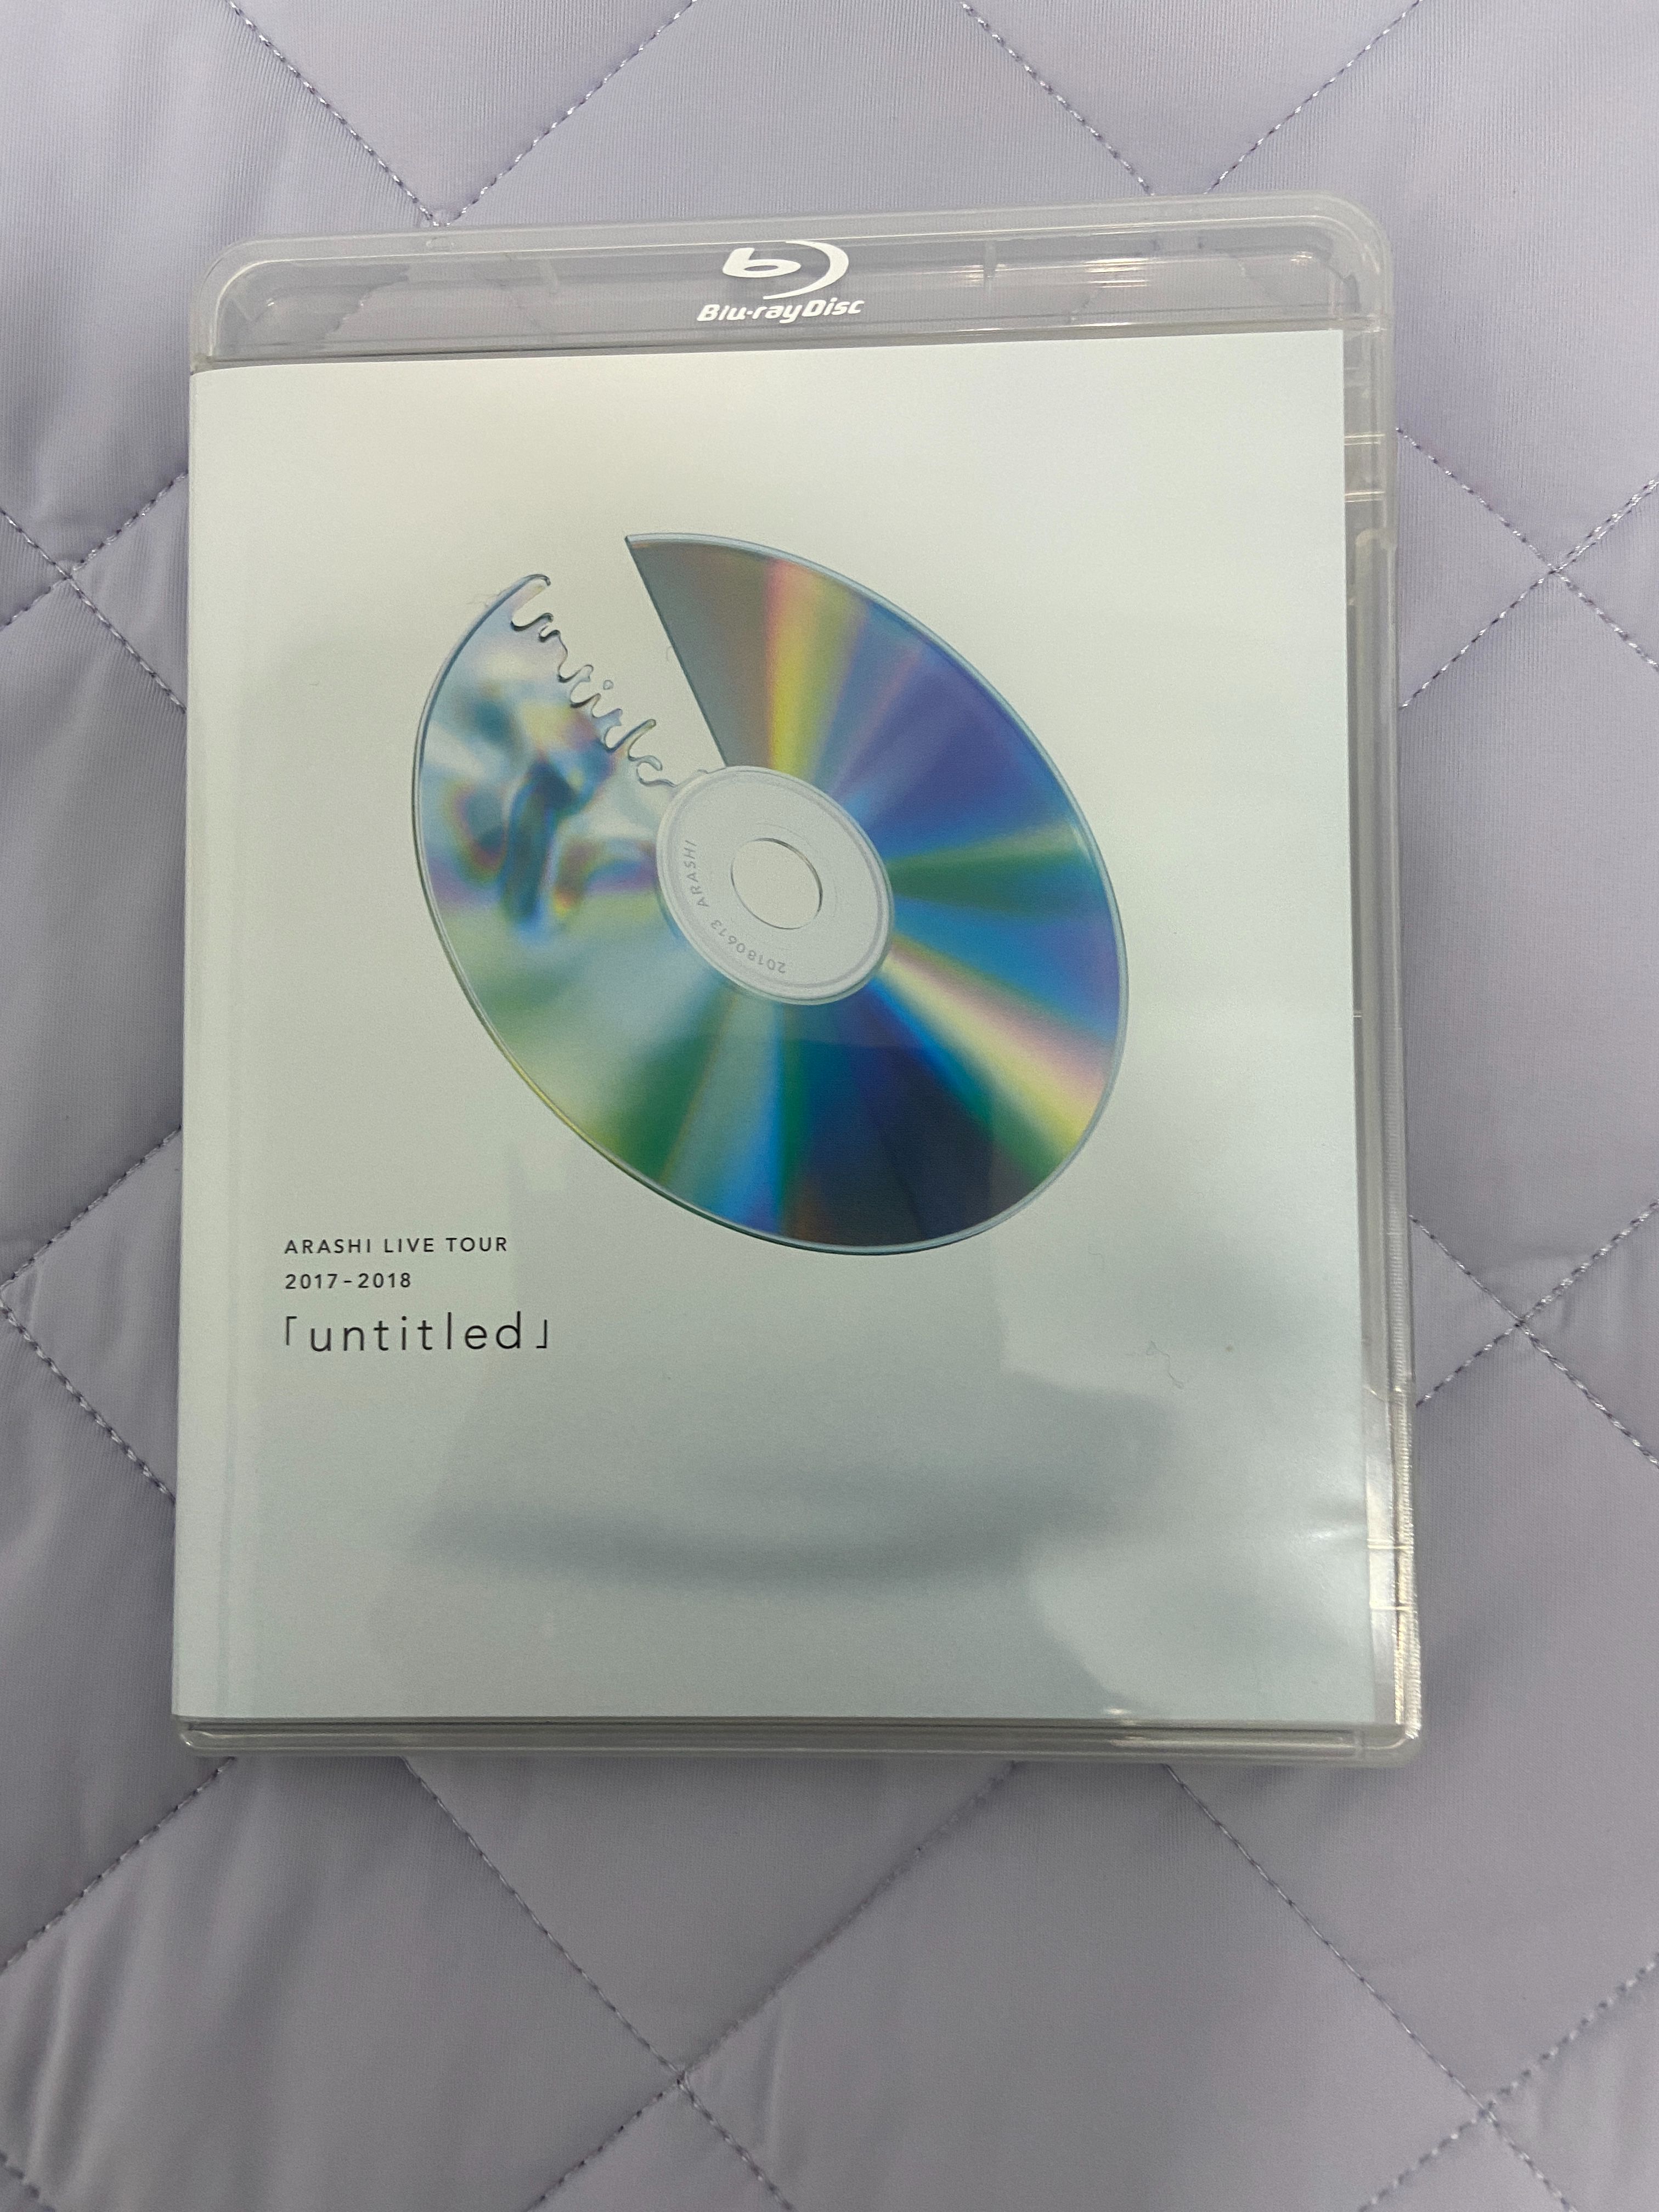 Blu-ray Disc
untitled
20180613 ARASHI
ARASHI LIVE TOUR
2017-2018
「untitled」